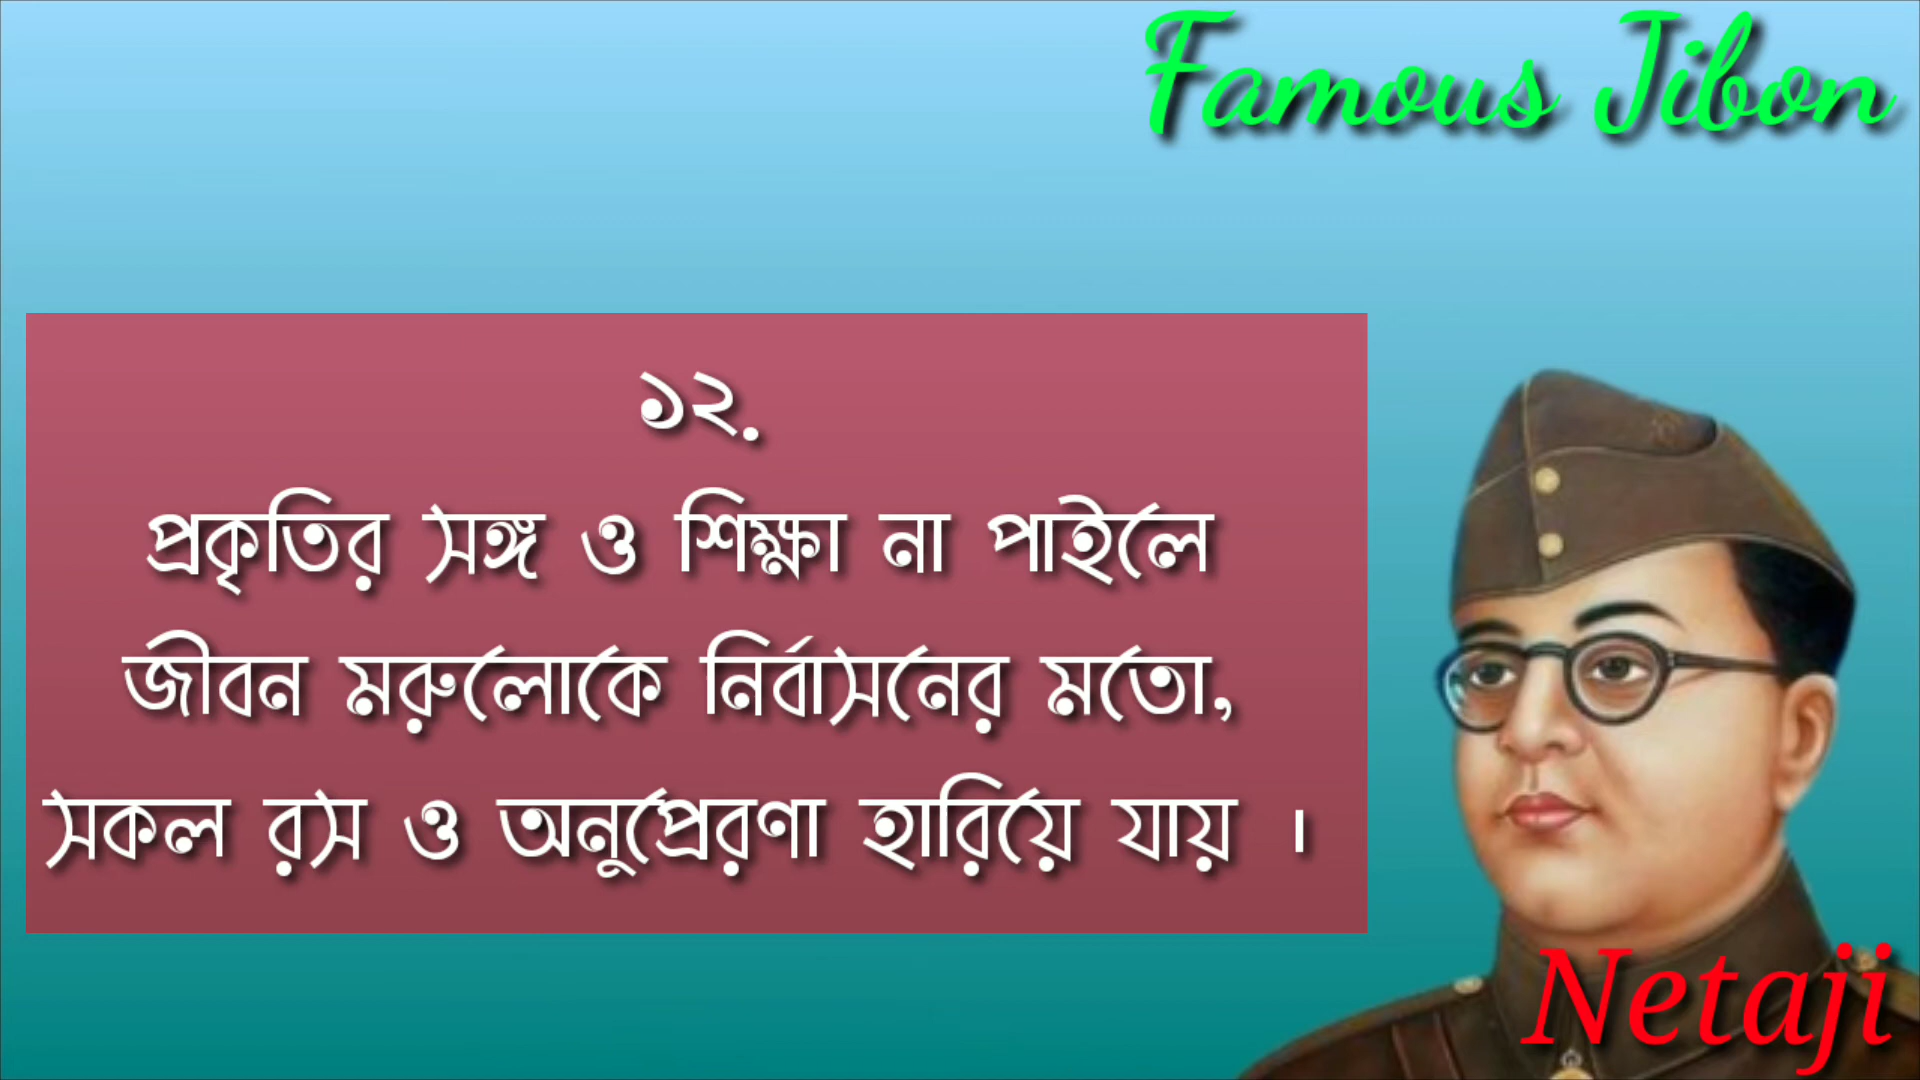 Famous Jibon
১২.
প্রকৃতির সঙ্গ ও শিক্ষা না পাইলে
জীবন মরুলোকে নির্বাসনের মতো,
সকল রস ও অনুপ্রেরণা হারিয়ে যায় ।
Netaji